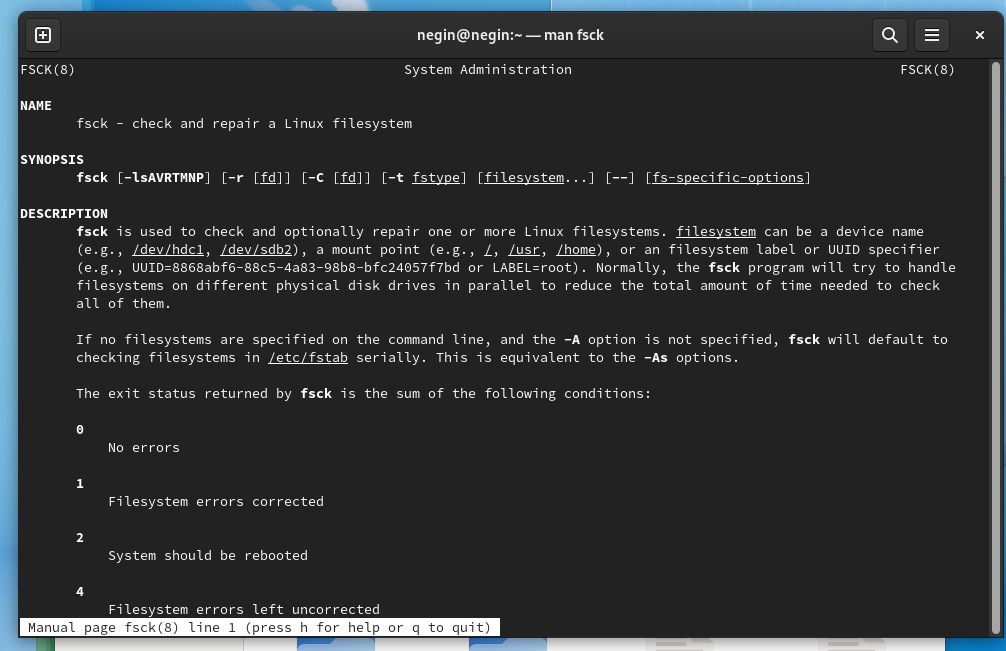 negin@negin:~ — man fsck
FSCK(8) System Administration FSCK(8)
NAME
fsck - check and repair a Linux filesystem
SYNOPSIS
fsck [-lsAVRTMNP] [-r [fd]] [-C [fd]] [-t fstype] [filesystem...] [--] [fs-specific-options]
DESCRIPTION
fsck is used to check and optionally repair one or more Linux filesystems. filesystem can be a device name
(e.g., /dev/hdc1, /dev/sdb2), a mount point (e.g., /, /usr, /home), or an filesystem label or UUID specifier
(e.g., UUID=8868abf6-88c5-4a83-98b8-bfc24057f7bd or LABEL=root). Normally, the fsck program will try to handle
filesystems on different physical disk drives in parallel to reduce the total amount of time needed to check
all of them.
If no filesystems are specified on the command line, and the -A option is not specified, fsck will default to
checking filesystems in /etc/fstab serially. This is equivalent to the -As options.
The exit status returned by fsck is the sum of the following conditions:
0
No errors
1
Filesystem errors corrected
2
System should be rebooted
4
Filesystem errors left uncorrected
Manual page fsck(8) line 1 (press h for help or q to quit)